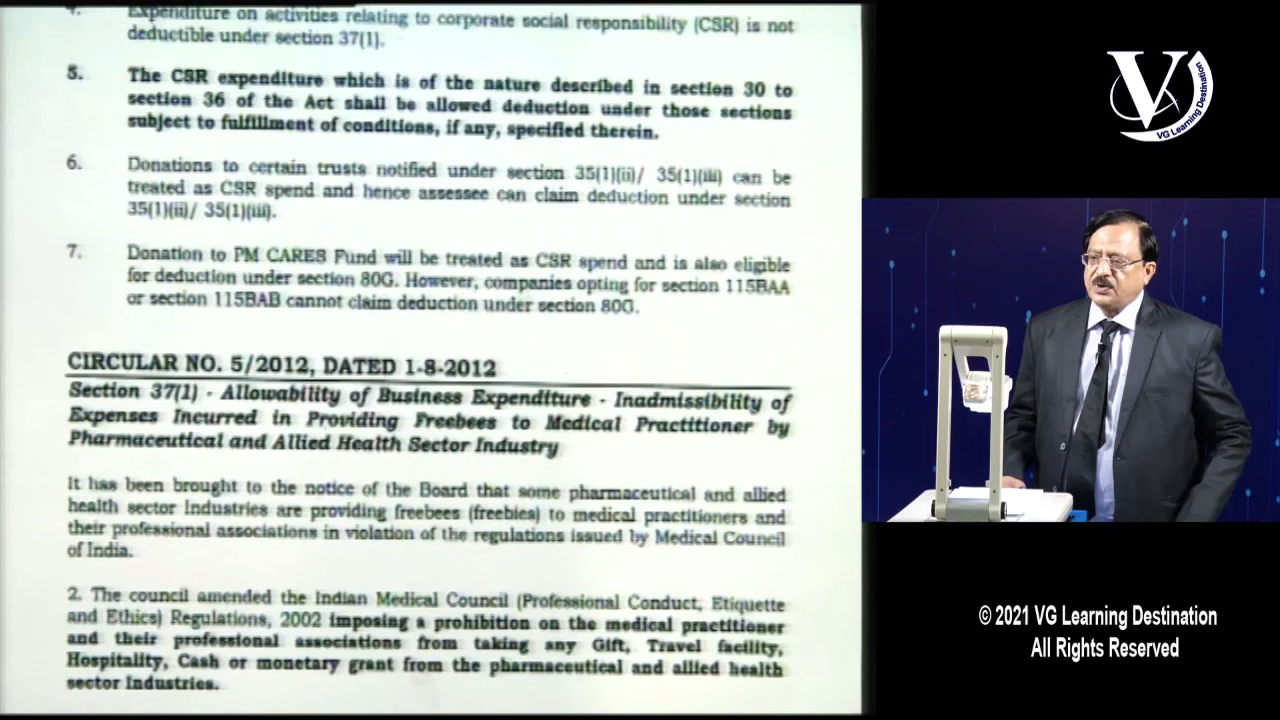 4. Expenditure on activities relating to corporate social responsibility (CSR) is not
deductible under section 37(1).
5. The CSR expenditure which is of the nature described in section 30 to
section 36 of the Act shall be allowed deduction under those sections
subject to fulfillment of conditions, if any, specified therein.
6. Donations to certain trusts notified under section 35(1)(ii)/ 35(1)(iii) can be
treated as CSR spend and hence assessee can claim deduction under section
35(1)(ii)/ 35(1)(iii).
7. Donation to PM CARES Fund will be treated as CSR spend and is also eligible
for deduction under section 80G. However, companies opting for section 115BAA
or section 115BAB cannot claim deduction under section 80G.
CIRCULAR NO. 5/2012, DATED 1-8-2012
Section 37(1) - Allowability of Business Expenditure - Inadmissibility of
Expenses Incurred in Providing Freebees to Medical Practitioner by
Pharmaceutical and Allied Health Sector Industry
It has been brought to the notice of the Board that some pharmaceutical and allied
health sector Industries are providing freebees (freebies) to medical practitioners and
their professional associations in violation of the regulations issued by Medical Council
of India.
2. The council amended the Indian Medical Council (Professional Conduct, Etiquette
and Ethics) Regulations, 2002 imposing a prohibition on the medical practitioner
and their professional associations from taking any Gift, Travel facility,
Hospitality, Cash or monetary grant from the pharmaceutical and allied health
sector Industries.
V
VG Learning Destination
© 2021 VG Learning Destination
All Rights Reserved